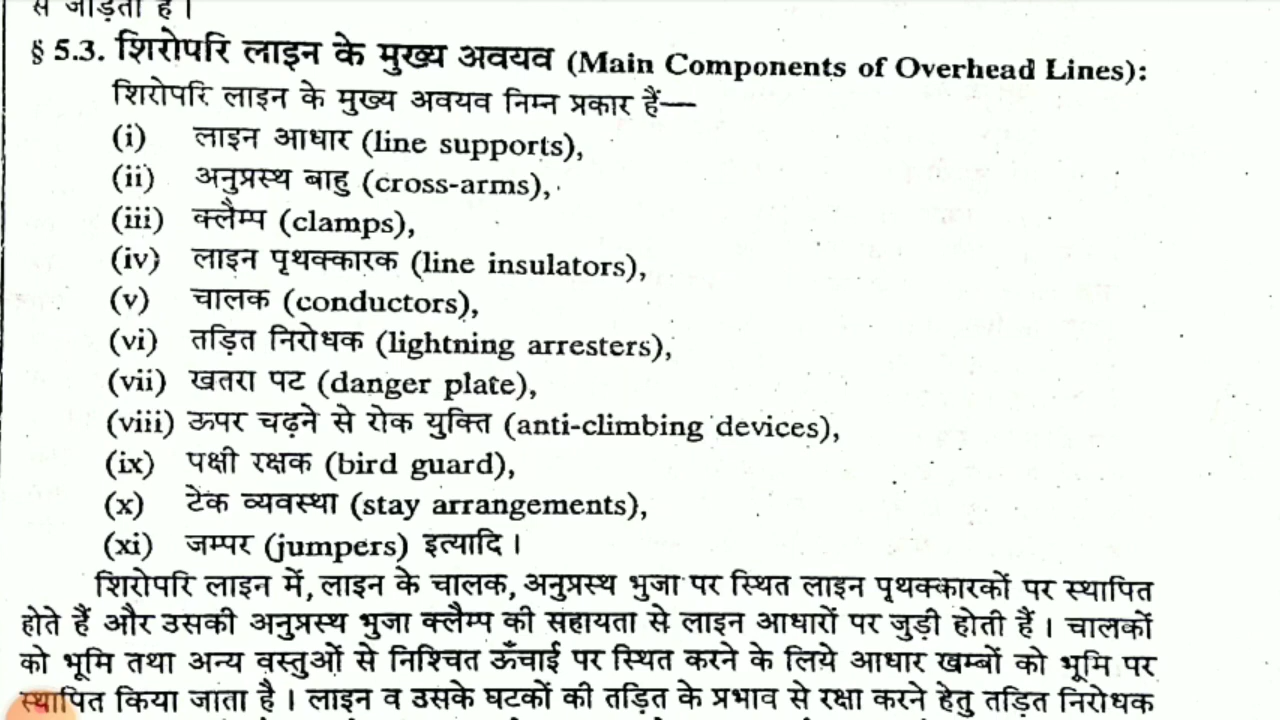 से जोड़ता है।
§ 5.3. शिरोपरि लाइन के मुख्य अवयव (Main Components of Overhead Lines):
शिरोपरि लाइन के मुख्य अवयव निम्न प्रकार हैं—
(i) लाइन आधार (line supports),
(ii) अनुप्रस्थ बाहु (cross-arms),
(iii) क्लैम्प (clamps),
(iv) लाइन पृथक्कारक (line insulators),
(v) चालक (conductors),
(vi) तड़ित निरोधक (lightning arresters),
(vii) खतरा पट (danger plate),
(viii) ऊपर चढ़ने से रोक युक्ति (anti-climbing devices),
(ix) पक्षी रक्षक (bird guard),
(x) टेक व्यवस्था (stay arrangements),
(xi) जम्पर (jumpers) इत्यादि।
शिरोपरि लाइन में, लाइन के चालक, अनुप्रस्थ भुजा पर स्थित लाइन पृथक्कारकों पर स्थापित
होते हैं और उसकी अनुप्रस्थ भुजा क्लैम्प की सहायता से लाइन आधारों पर जुड़ी होती हैं। चालकों
को भूमि तथा अन्य वस्तुओं से निश्चित ऊँचाई पर स्थित करने के लिये आधार खम्बों को भूमि पर
स्थापित किया जाता है। लाइन व उसके घटकों की तड़ित के प्रभाव से रक्षा करने हेतु तड़ित निरोधक